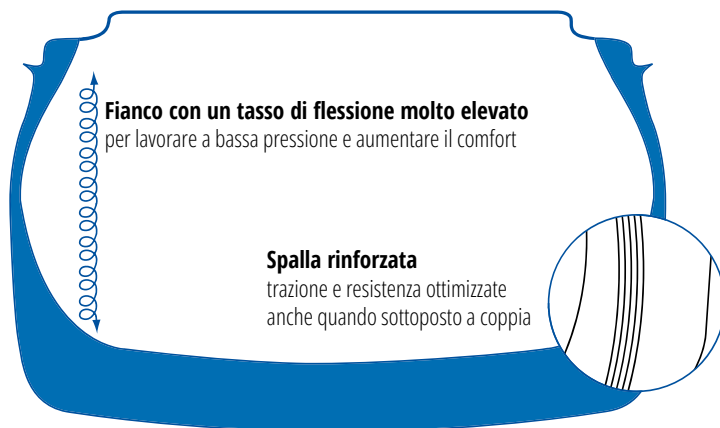 Fianco con un tasso di flessione molto elevato
per lavorare a bassa pressione e aumentare il comfort
Spalla rinforzata
trazione e resistenza ottimizzate
anche quando sottoposto a coppia